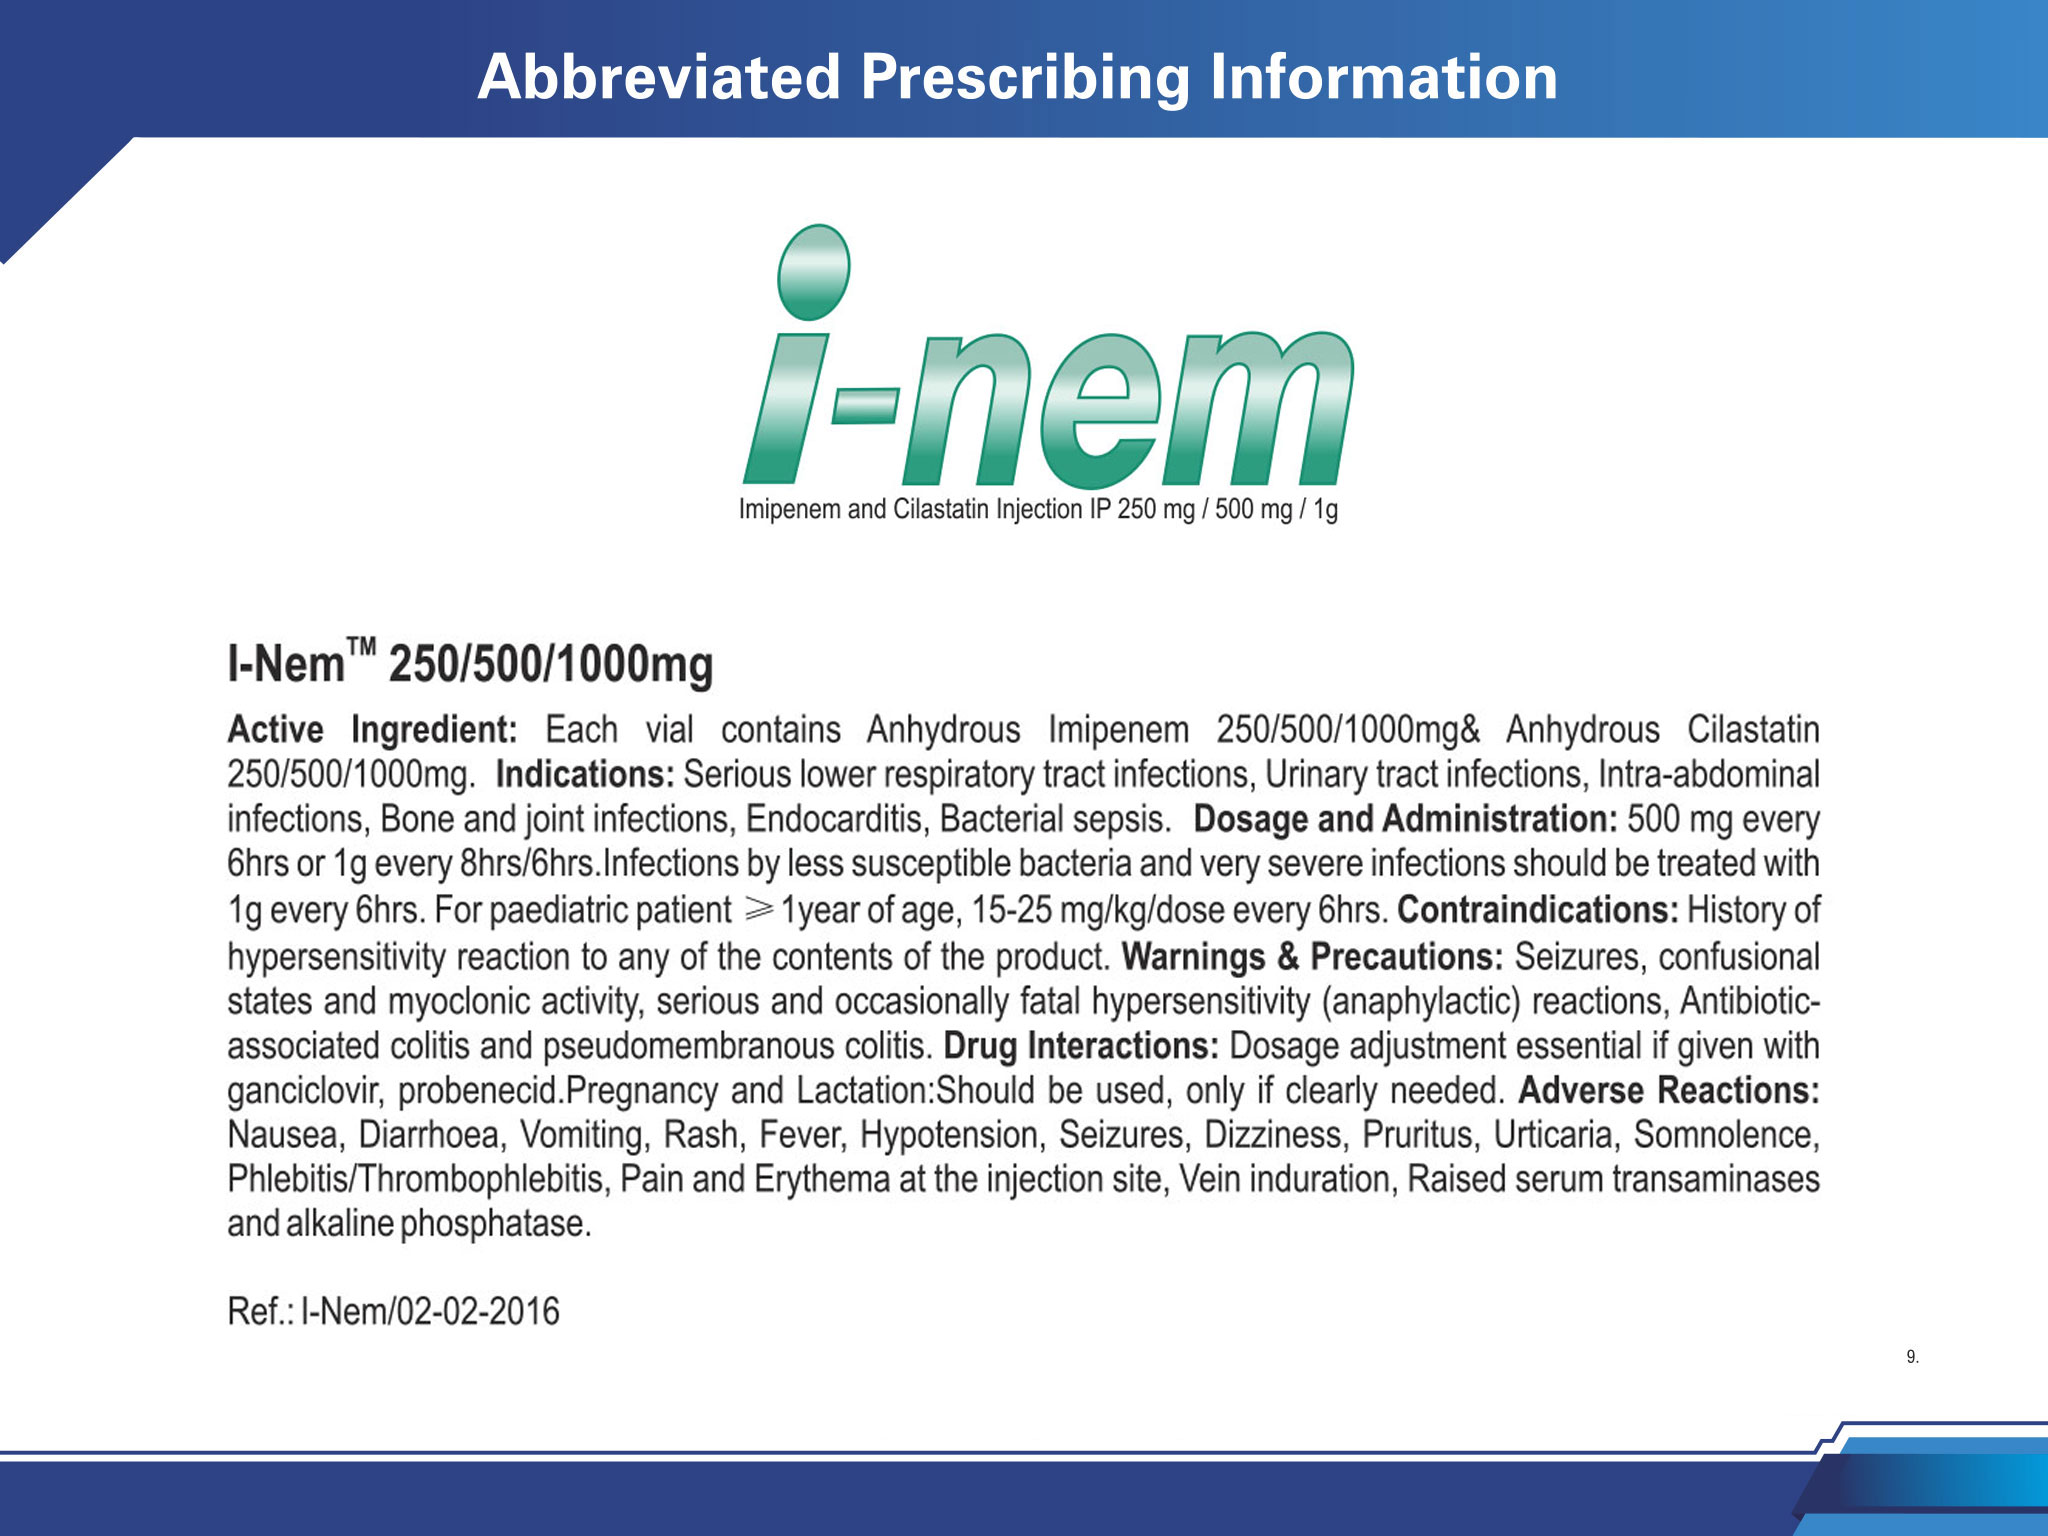 Abbreviated Prescribing Information
i-nem
Imipenem and Cilastatin Injection IP 250 mg / 500 mg / 1g
I-Nem™ 250/500/1000mg
Active Ingredient: Each vial contains Anhydrous Imipenem 250/500/1000mg& Anhydrous Cilastatin
250/500/1000mg. Indications: Serious lower respiratory tract infections, Urinary tract infections, Intra-abdominal
infections, Bone and joint infections, Endocarditis, Bacterial sepsis. Dosage and Administration: 500 mg every
6hrs or 1g every 8hrs/6hrs.Infections by less susceptible bacteria and very severe infections should be treated with
1g every 6hrs. For paediatric patient ⩾ 1year of age, 15-25 mg/kg/dose every 6hrs. Contraindications: History of
hypersensitivity reaction to any of the contents of the product. Warnings & Precautions: Seizures, confusional
states and myoclonic activity, serious and occasionally fatal hypersensitivity (anaphylactic) reactions, Antibiotic-
associated colitis and pseudomembranous colitis. Drug Interactions: Dosage adjustment essential if given with
ganciclovir, probenecid.Pregnancy and Lactation:Should be used, only if clearly needed. Adverse Reactions:
Nausea, Diarrhoea, Vomiting, Rash, Fever, Hypotension, Seizures, Dizziness, Pruritus, Urticaria, Somnolence,
Phlebitis/Thrombophlebitis, Pain and Erythema at the injection site, Vein induration, Raised serum transaminases
and alkaline phosphatase.
Ref.: I-Nem/02-02-2016
9.